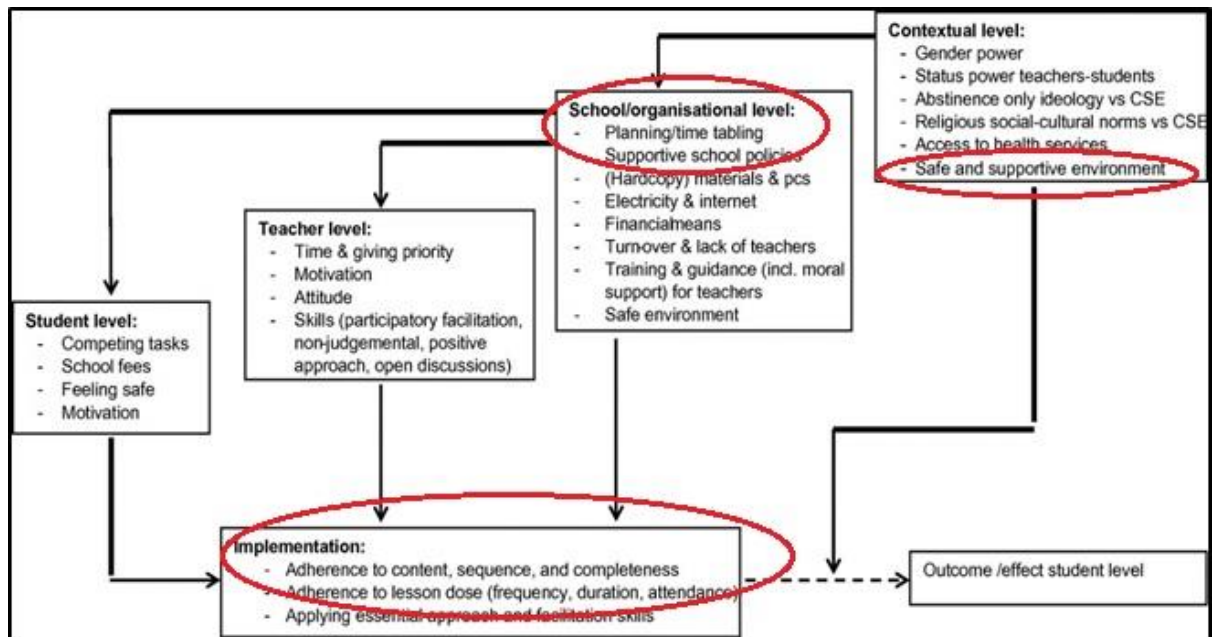 Contextual level:
- Gender power
- Status power teachers-students
- Abstinence only ideology vs CSE
- Religious social-cultural norms vs CSE
- Access to health services
- Safe and supportive environment
School/organisational level:
- Planning/time tabling
Supportive school policies
- (Hardcopy) materials & pcs
- Electricity & internet
- Financialmeans
- Turn-over & lack of teachers
- Training & guidance (incl. moral
support) for teachers
- Safe environment
Teacher level:
- Time & giving priority
- Motivation
- Attitude
- Skills (participatory facilitation,
non-judgemental, positive
approach, open discussions)
Student level:
- Competing tasks
- School fees
- Feeling safe
- Motivation
Implementation:
- Adherence to content, sequence, and completeness
- Adherence to lesson dose (frequency, duration, attendance)
- Applying essential approach and facilitation skills
Outcome /effect student level